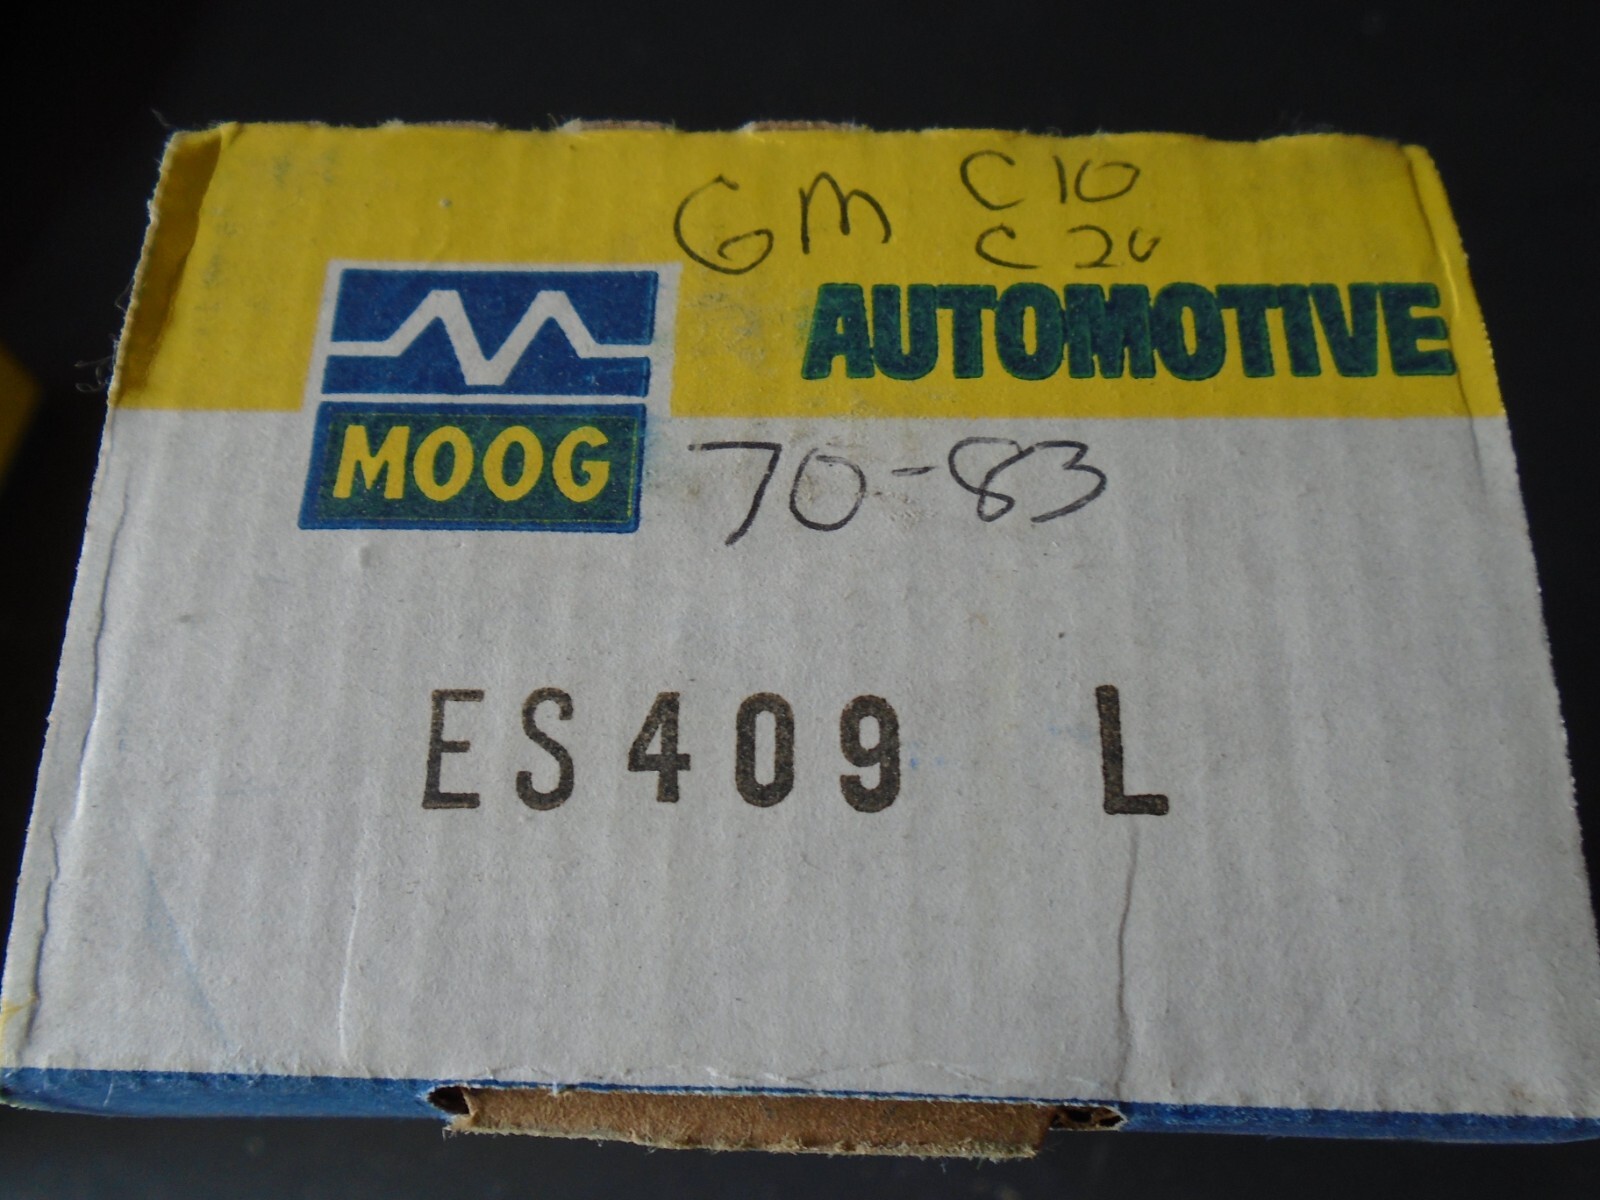 GM C10
C20
AUTOMOTIVE
MOOG
70-83
ES409 L